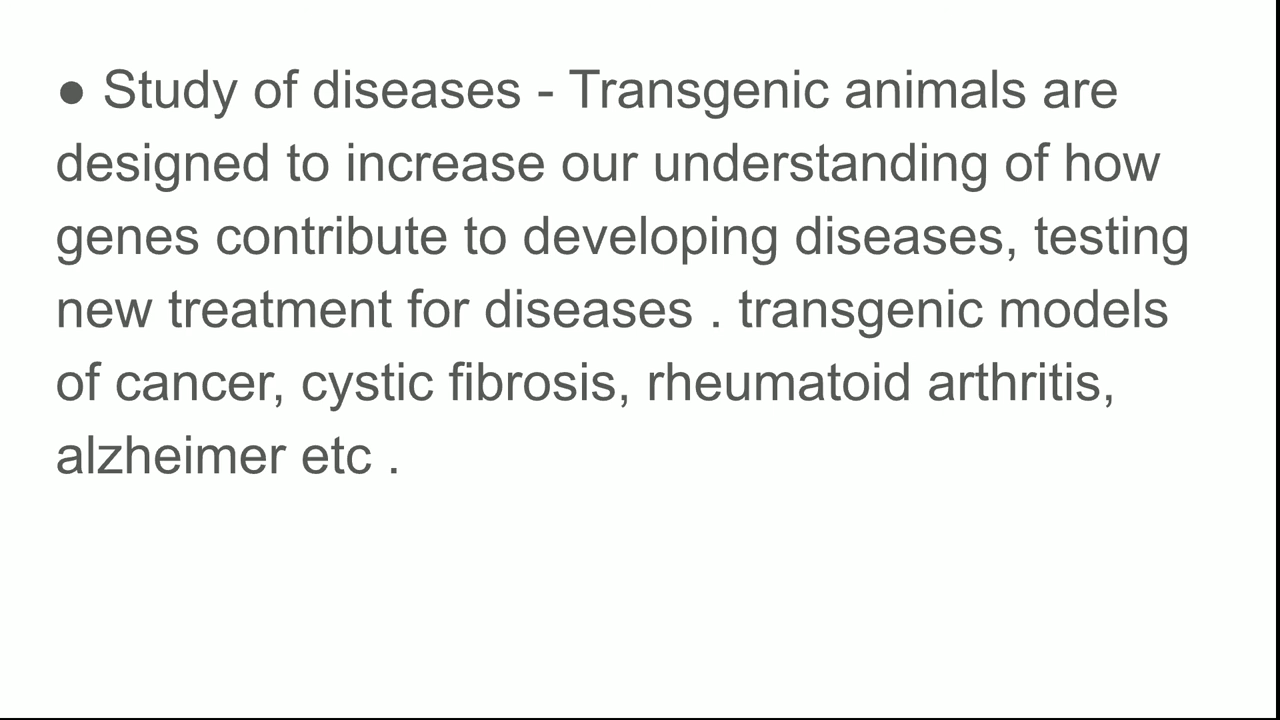 ● Study of diseases - Transgenic animals are
designed to increase our understanding of how
genes contribute to developing diseases, testing
new treatment for diseases . transgenic models
of cancer, cystic fibrosis, rheumatoid arthritis,
alzheimer etc .